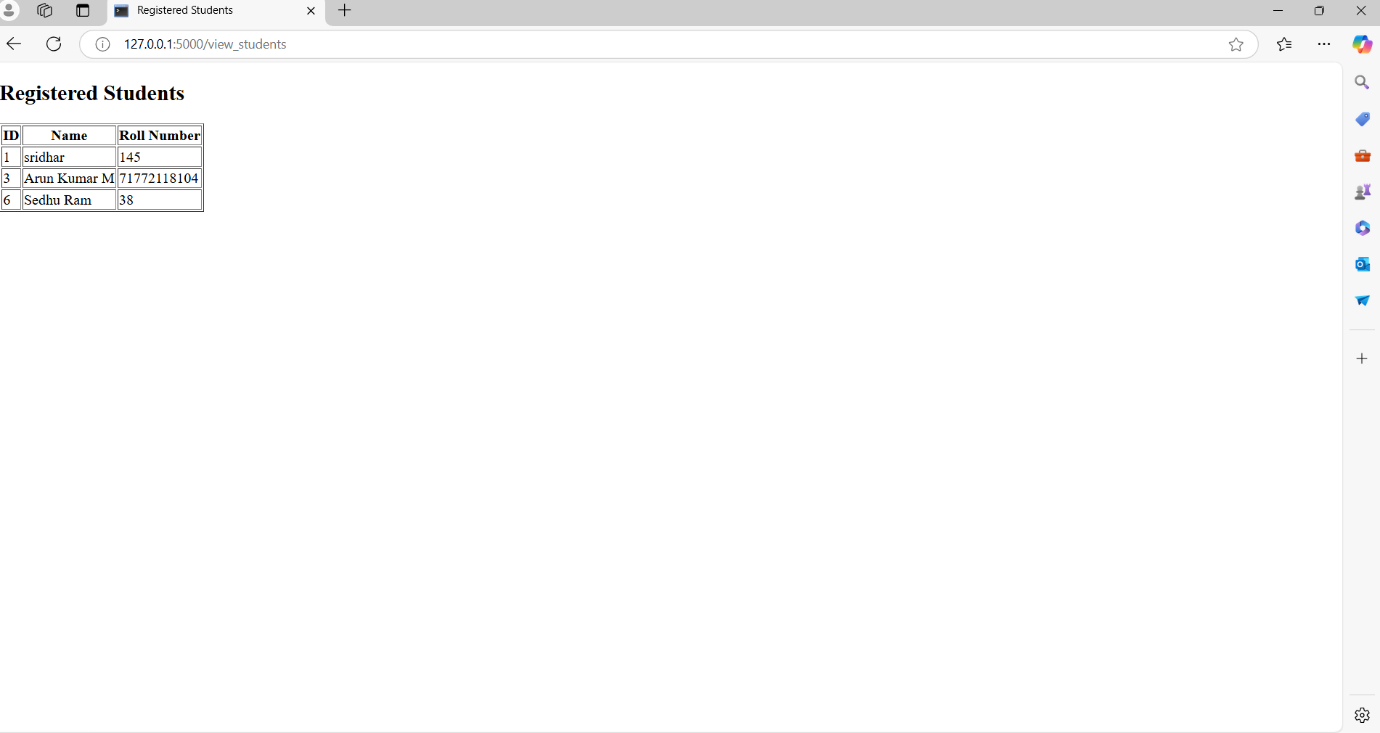 Registered Students
127.0.0.1:5000/view_students
Registered Students
ID Name Roll Number
1 sridhar 145
3 Arun Kumar M 71772118104
6 Sedhu Ram 38